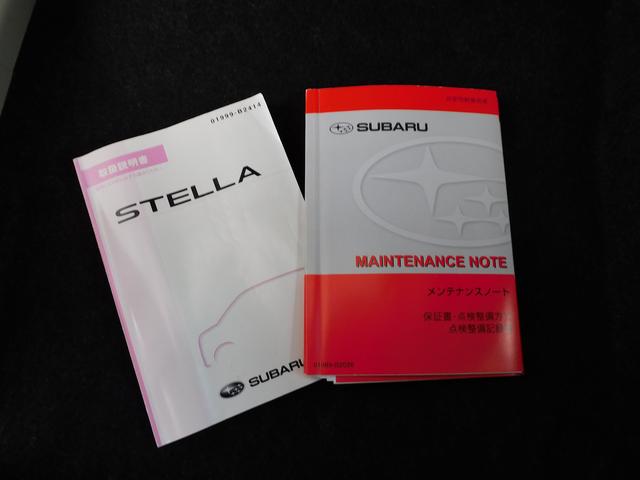 01999-B2414
取扱説明書
STELLA
SUBARU
SUBARU
MAINTENANCE NOTE
メンテナンスノート
保証書・点検整備方式
点検整備記録簿